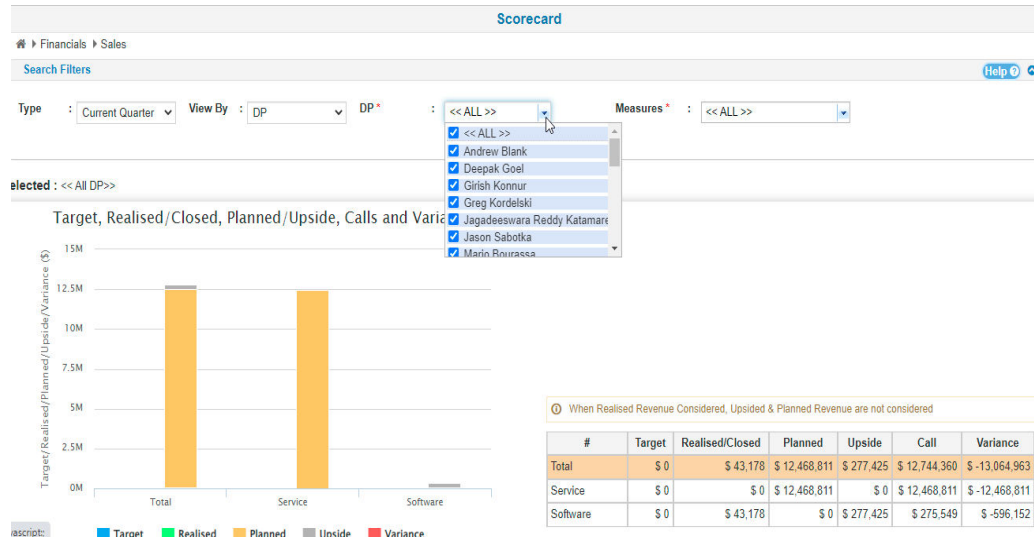 Scorecard
Financials Sales
Search Filters
Help
Type : Current Quarter View By : DP DP * : << ALL >> Measures * : << ALL >>
<< ALL >>
Andrew Blank
Deepak Goel
Girish Konnur
Greg Kordelski
Jagadeeswara Reddy Katamare
Jason Sabotka
Mario Bourassa
elected : << All DP>>
Target, Realised/Closed, Planned/Upside, Calls and Varia
Target/Realised/Planned/Upside/Variance ($)
15M
12.5M
10M
7.5M
5M
2.5M
0M
Total Service Software
Target Realised Planned Upside Variance
When Realised Revenue Considered, Upsided & Planned Revenue are not considered
# Target Realised/Closed Planned Upside Call Variance
Total $ 0 $ 43,178 $ 12,468,811 $ 277,425 $ 12,744,360 $ -13,064,963
Service $ 0 $ 0 $ 12,468,811 $ 0 $ 12,468,811 $ -12,468,811
Software $ 0 $ 43,178 $ 0 $ 277,425 $ 275,549 $ -596,152
vascript: